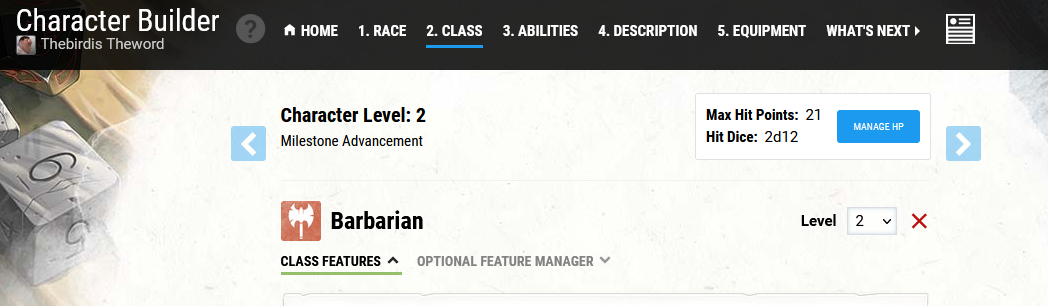 Character Builder
Thebirdis Theword
?
HOME 1. RACE 2. CLASS 3. ABILITIES 4. DESCRIPTION 5. EQUIPMENT WHAT'S NEXT
Character Level: 2
Milestone Advancement
Max Hit Points: 21
Hit Dice: 2d12
MANAGE HP
Barbarian
Level 2
CLASS FEATURES OPTIONAL FEATURE MANAGER